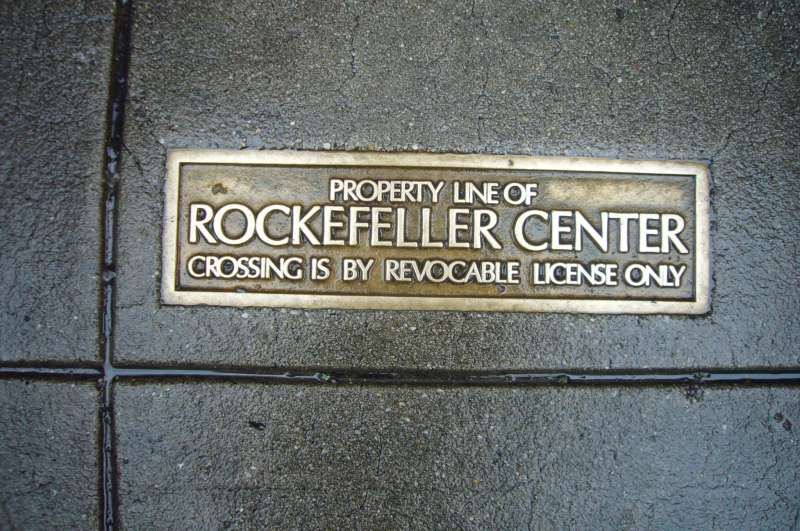 PROPERTY LINE OF
ROCKEFELLER CENTER
CROSSING IS BY REVOCABLE LICENSE ONLY